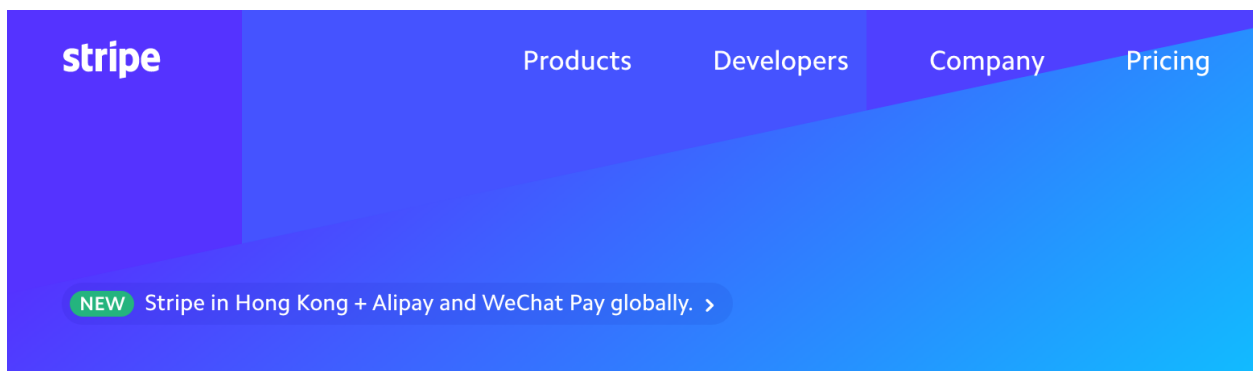 stripe Products Developers Company Pricing
NEW Stripe in Hong Kong + Alipay and WeChat Pay globally. >